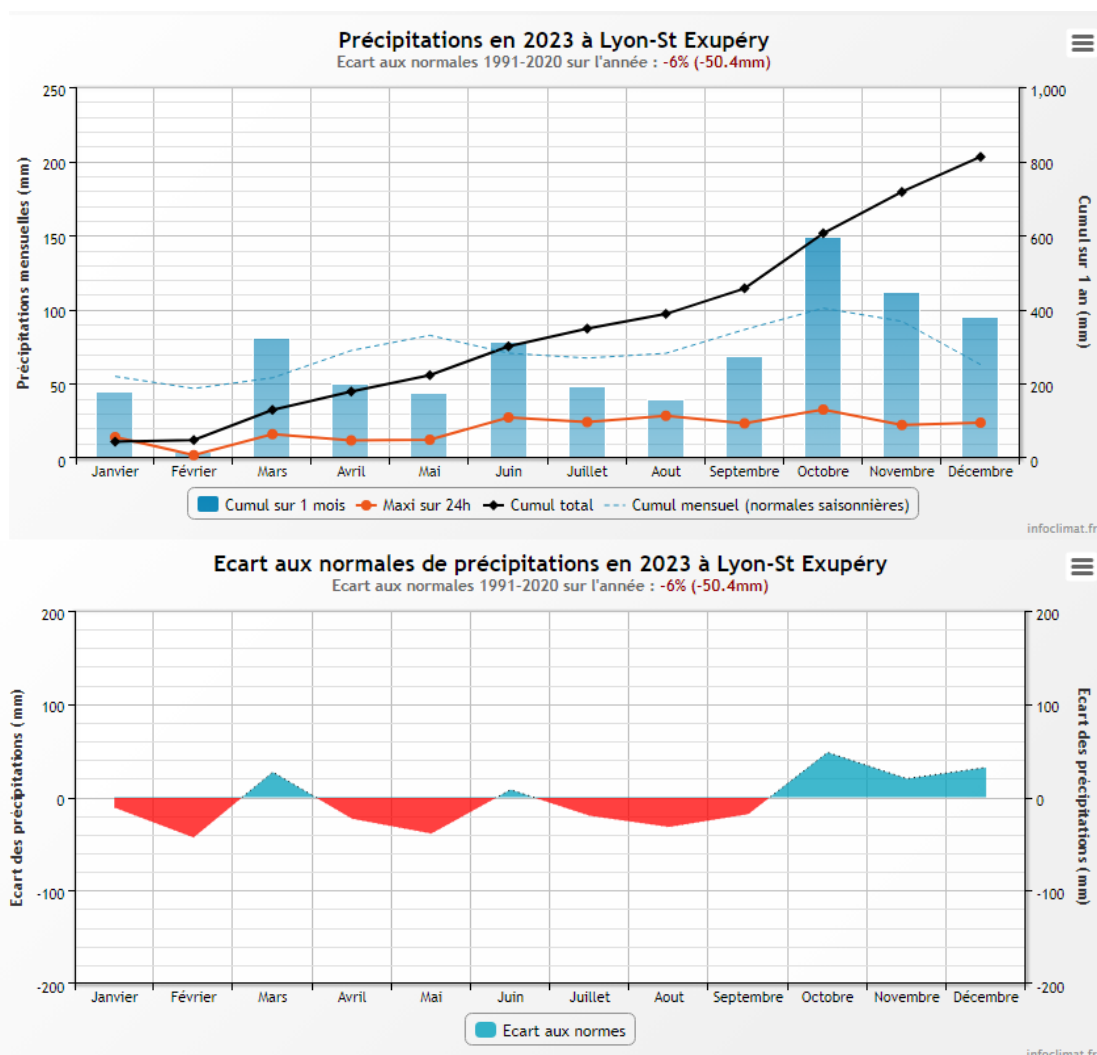 Précipitations en 2023 à Lyon-St Exupéry
Ecart aux normales 1991-2020 sur l'année : -6% (-50.4mm)
250
200
150
100
50
0
Précipitations mensuelles (mm)
1,000
800
600
400
200
0
Cumul sur 1 an (mm)
Janvier Février Mars Avril Mai Juin Juillet Aout Septembre Octobre Novembre Décembre
Cumul sur 1 mois Maxi sur 24h Cumul total Cumul mensuel (normales saisonnières)
infoclimat.fr
Ecart aux normales de précipitations en 2023 à Lyon-St Exupéry
Ecart aux normales 1991-2020 sur l'année : -6% (-50.4mm)
200
100
0
-100
-200
Ecart des précipitations (mm)
200
100
0
-100
-200
Ecart des précipitations (mm)
Janvier Février Mars Avril Mai Juin Juillet Aout Septembre Octobre Novembre Décembre
Ecart aux normes
infoclimat.fr